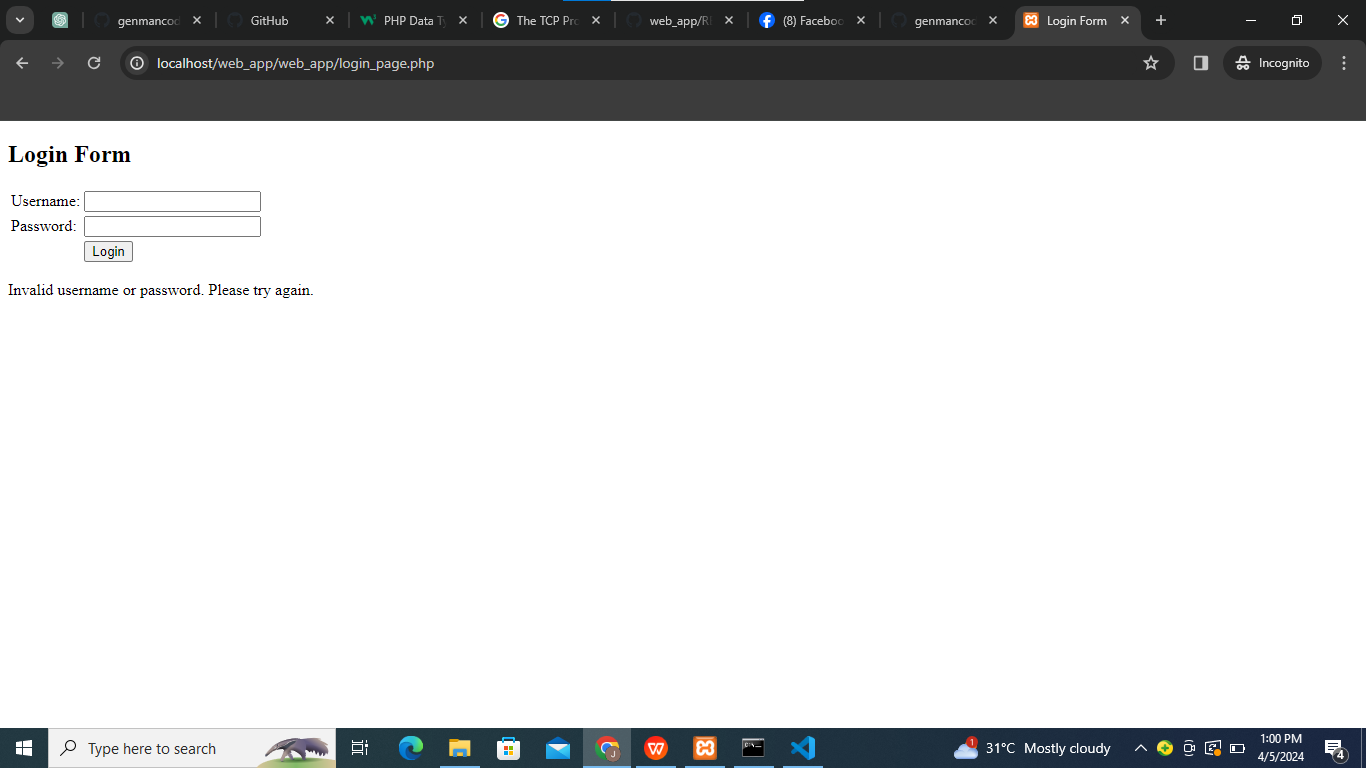 genmancod
GitHub
PHP Data Ty
The TCP Pro
web_app/RI
(8) Faceboo
genmancod
Login Form
localhost/web_app/web_app/login_page.php
Incognito
Login Form
Username:
Password:
Login
Invalid username or password. Please try again.
Type here to search
1
31°C Mostly cloudy
1:00 PM
4/5/2024
4